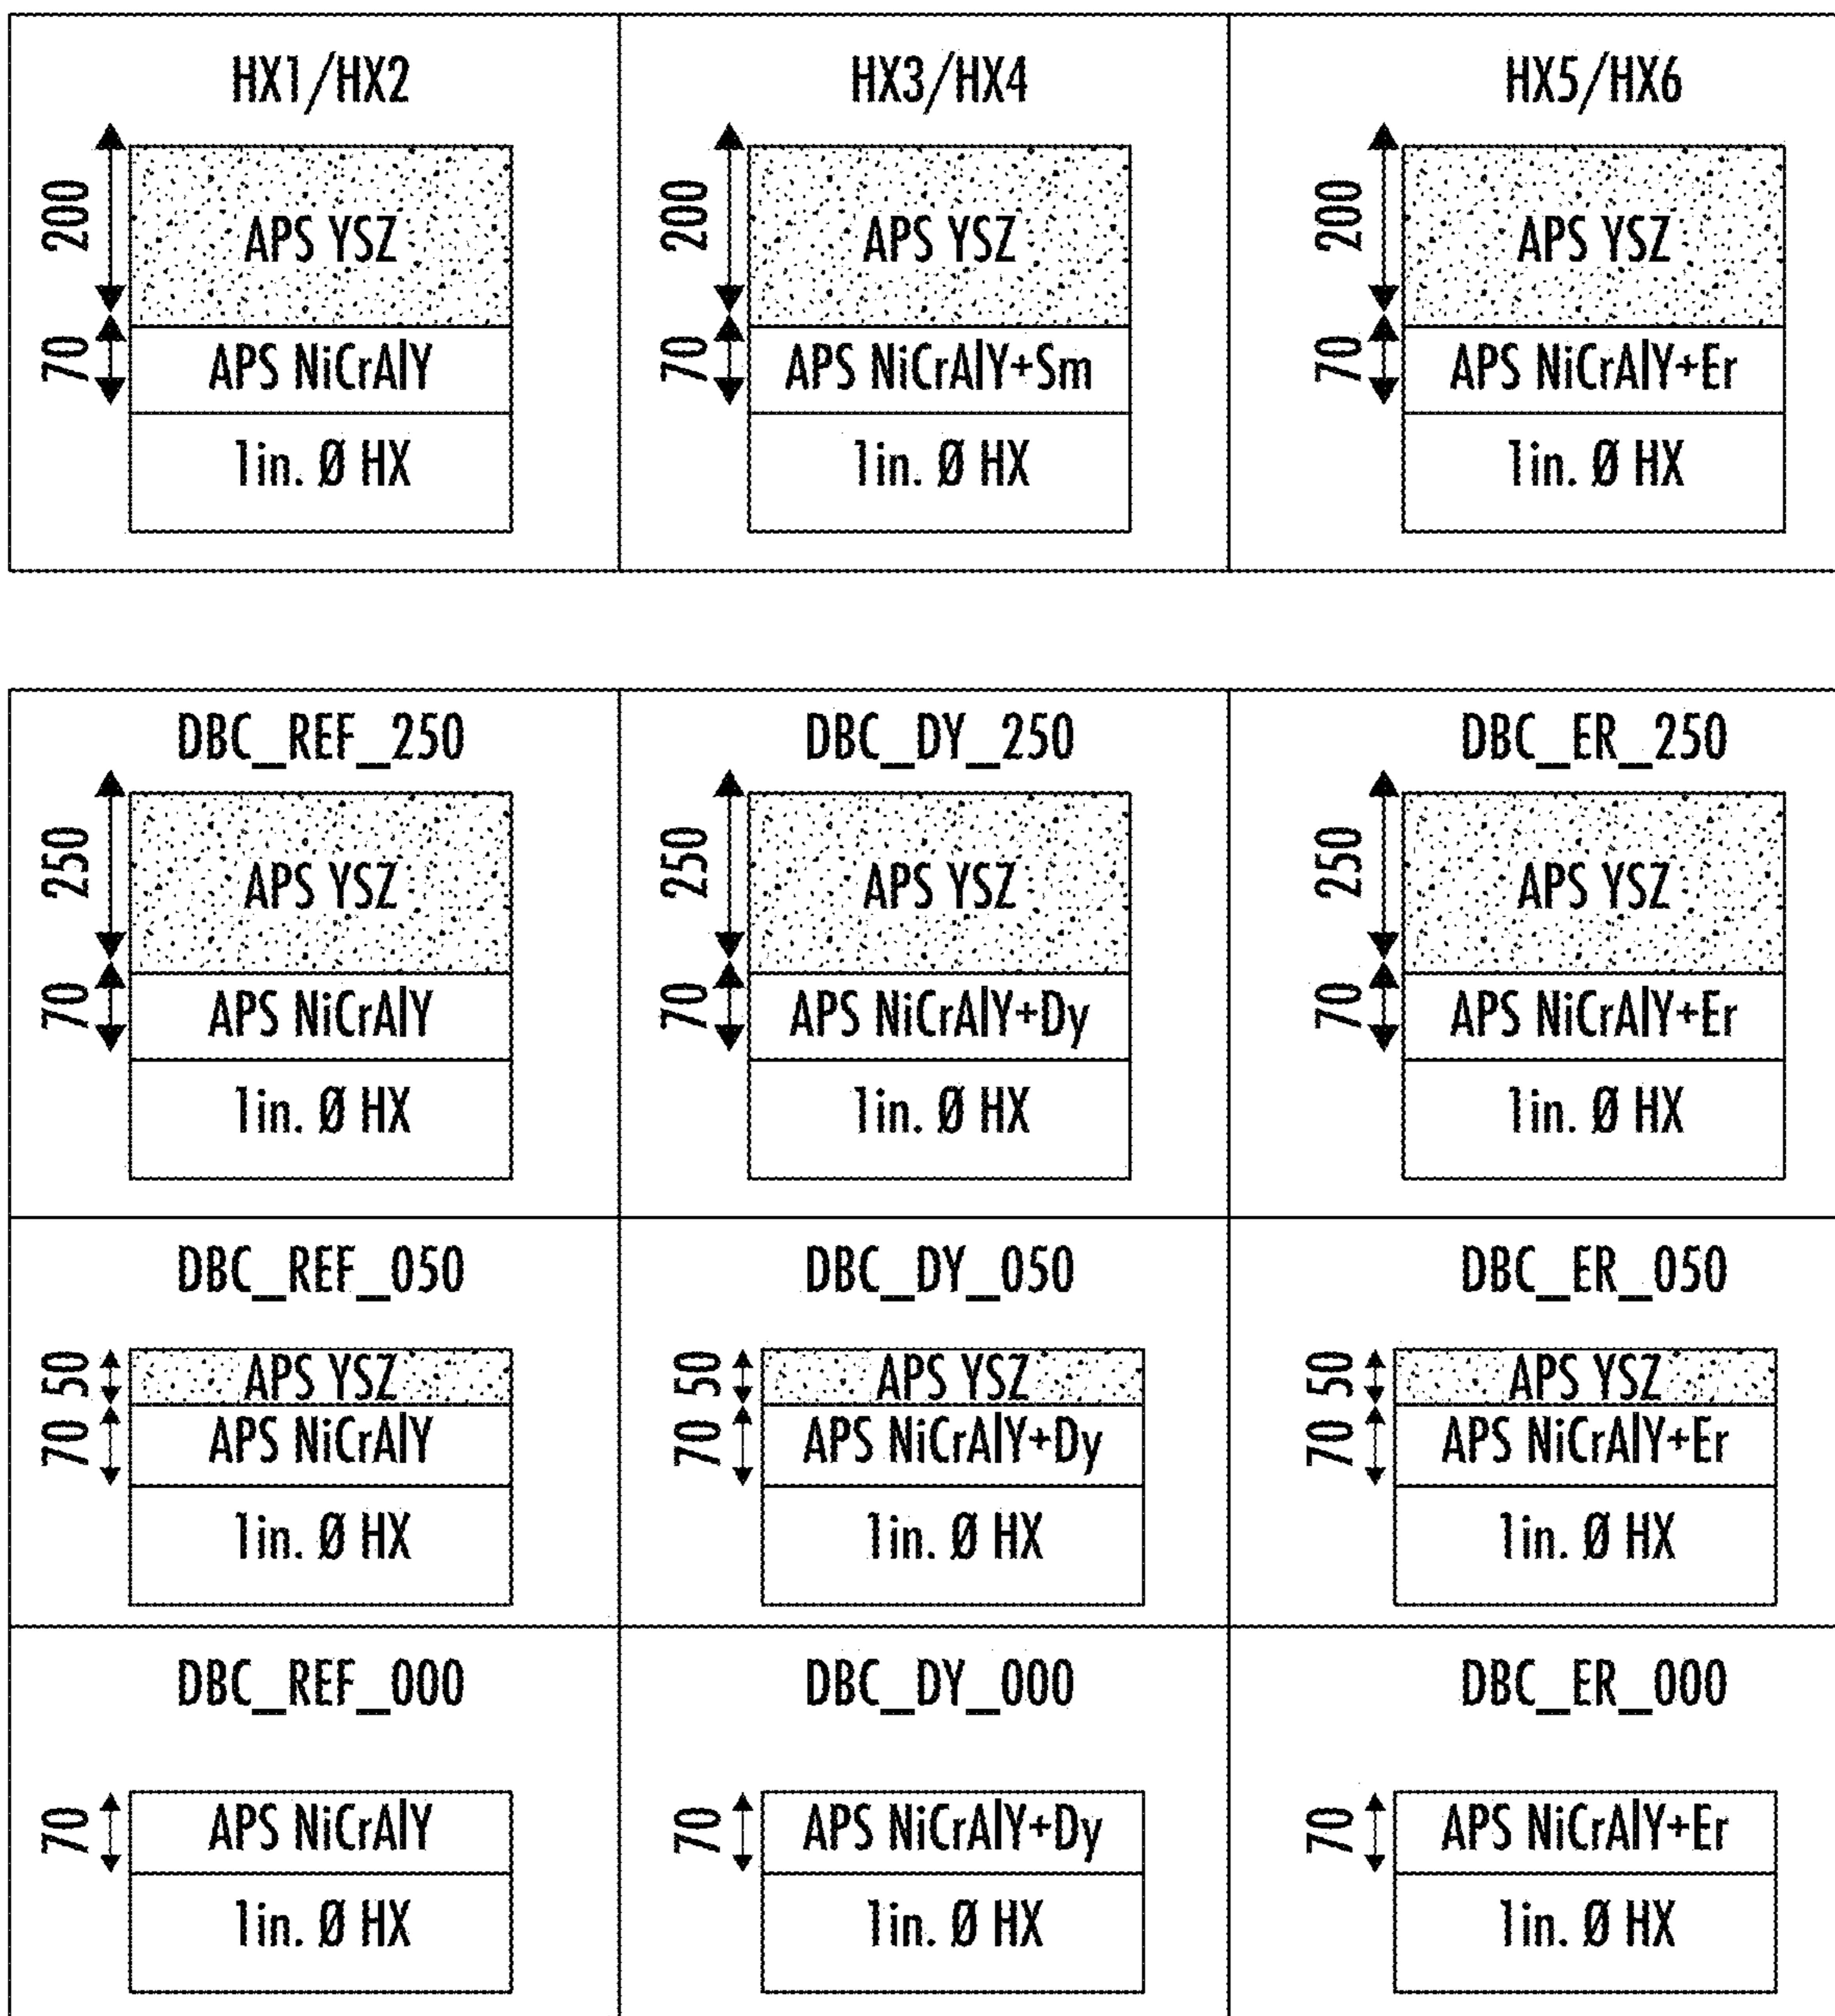 HX1/HX2
200
APS YSZ
70
APS NiCrAlY
1in. Ø HX
HX3/HX4
200
APS YSZ
70
APS NiCrAlY+Sm
1in. Ø HX
HX5/HX6
200
APS YSZ
70
APS NiCrAlY+Er
1in. Ø HX
DBC_REF_250
250
APS YSZ
70
APS NiCrAlY
1in. Ø HX
DBC_DY_250
250
APS YSZ
70
APS NiCrAlY+Dy
1in. Ø HX
DBC_ER_250
250
APS YSZ
70
APS NiCrAlY+Er
1in. Ø HX
DBC_REF_050
50
APS YSZ
70
APS NiCrAlY
1in. Ø HX
DBC_DY_050
50
APS YSZ
70
APS NiCrAlY+Dy
1in. Ø HX
DBC_ER_050
50
APS YSZ
70
APS NiCrAlY+Er
1in. Ø HX
DBC_REF_000
70
APS NiCrAlY
1in. Ø HX
DBC_DY_000
70
APS NiCrAlY+Dy
1in. Ø HX
DBC_ER_000
70
APS NiCrAlY+Er
1in. Ø HX